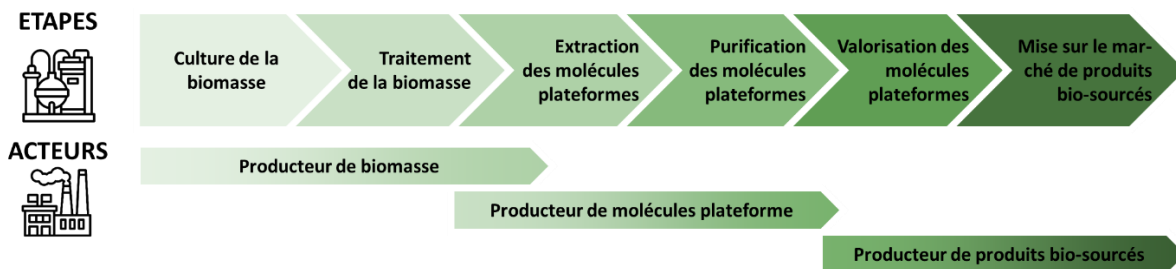 ETAPES
Culture de la
biomasse
Traitement
de la biomasse
Extraction
des molécules
plateformes
Purification
des molécules
plateformes
Valorisation des
molécules
plateformes
Mise sur le mar-
ché de produits
bio-sourcés
ACTEURS
Producteur de biomasse
Producteur de molécules plateforme
Producteur de produits bio-sourcés